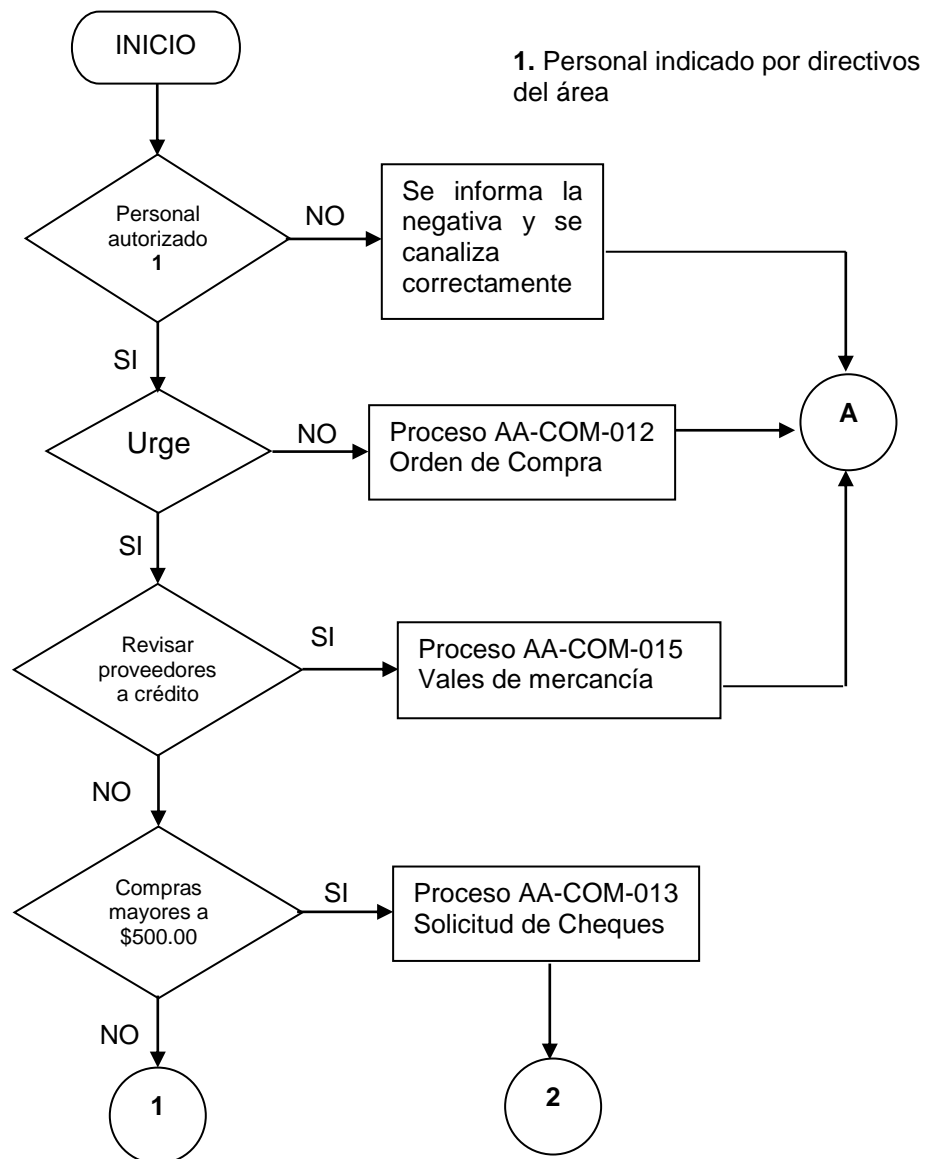 INICIO
1. Personal indicado por directivos
del área
Personal
autorizado
1
NO
Se informa la
negativa y se
canaliza
correctamente
SI
A
Urge
NO
Proceso AA-COM-012
Orden de Compra
SI
Revisar
proveedores
a crédito
SI
Proceso AA-COM-015
Vales de mercancía
NO
Compras
mayores a
$500.00
SI
Proceso AA-COM-013
Solicitud de Cheques
NO
1
2